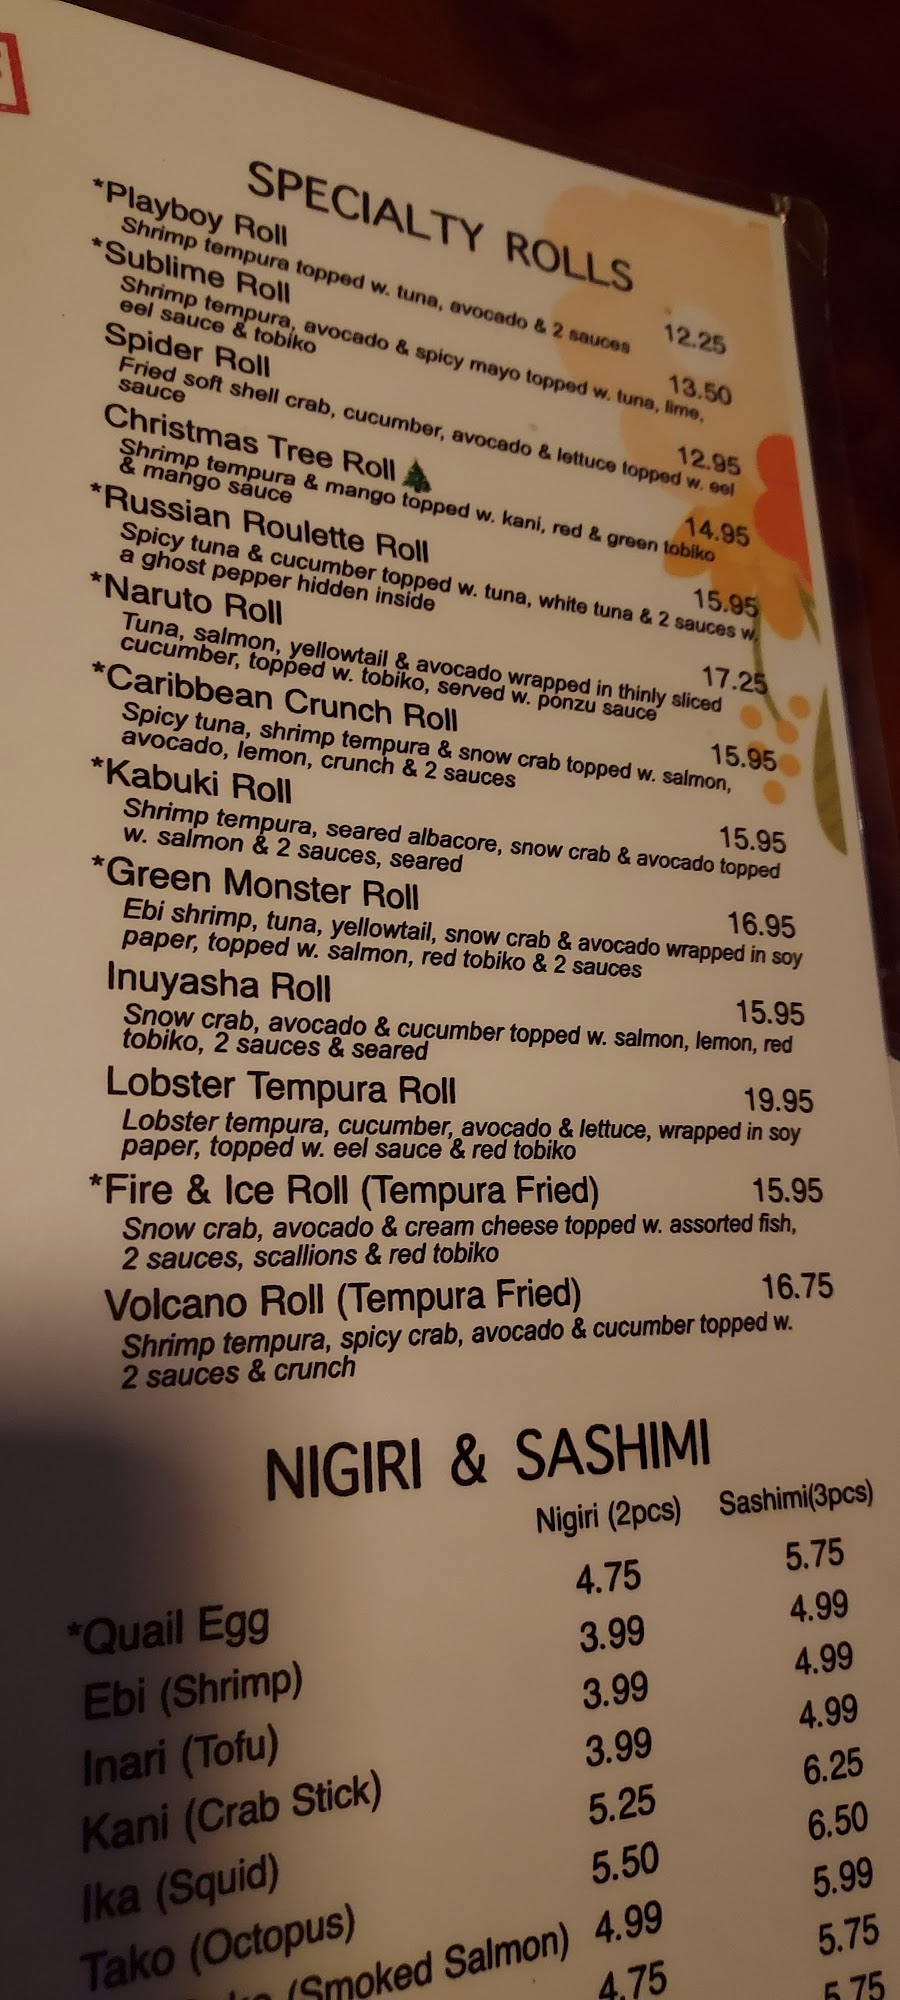 SPECIALTY ROLLS
*Playboy Roll 12.25
Shrimp tempura topped w. tuna, avocado & 2 sauces
*Sublime Roll 13.50
Shrimp tempura, avocado & spicy mayo topped w. tuna, lime,
eel sauce & tobiko
Spider Roll 12.95
Fried soft shell crab, cucumber, avocado & lettuce topped w. eel
sauce
Christmas Tree Roll 14.95
Shrimp tempura & mango topped w. kani, red & green tobiko
& mango sauce
*Russian Roulette Roll 15.95
Spicy tuna & cucumber topped w. tuna, white tuna & 2 sauces w.
a ghost pepper hidden inside
*Naruto Roll 17.25
Tuna, salmon, yellowtail & avocado wrapped in thinly sliced
cucumber, topped w. tobiko, served w. ponzu sauce
*Caribbean Crunch Roll 15.95
Spicy tuna, shrimp tempura & snow crab topped w. salmon,
avocado, lemon, crunch & 2 sauces
*Kabuki Roll 15.95
Shrimp tempura, seared albacore, snow crab & avocado topped
w. salmon & 2 sauces, seared
*Green Monster Roll 16.95
Ebi shrimp, tuna, yellowtail, snow crab & avocado wrapped in soy
paper, topped w. salmon, red tobiko & 2 sauces
Inuyasha Roll 15.95
Snow crab, avocado & cucumber topped w. salmon, lemon, red
tobiko, 2 sauces & seared
Lobster Tempura Roll 19.95
Lobster tempura, cucumber, avocado & lettuce, wrapped in soy
paper, topped w. eel sauce & red tobiko
*Fire & Ice Roll (Tempura Fried) 15.95
Snow crab, avocado & cream cheese topped w. assorted fish,
2 sauces, scallions & red tobiko
Volcano Roll (Tempura Fried) 16.75
Shrimp tempura, spicy crab, avocado & cucumber topped w.
2 sauces & crunch
NIGIRI & SASHIMI
Nigiri (2pcs) Sashimi(3pcs)
*Quail Egg 4.75 5.75
Ebi (Shrimp) 3.99 4.99
Inari (Tofu) 3.99 4.99
Kani (Crab Stick) 3.99 4.99
Ika (Squid) 5.25 6.25
Tako (Octopus) 5.50 6.50
(Smoked Salmon) 4.99 5.99
4.75 5.75
5.75